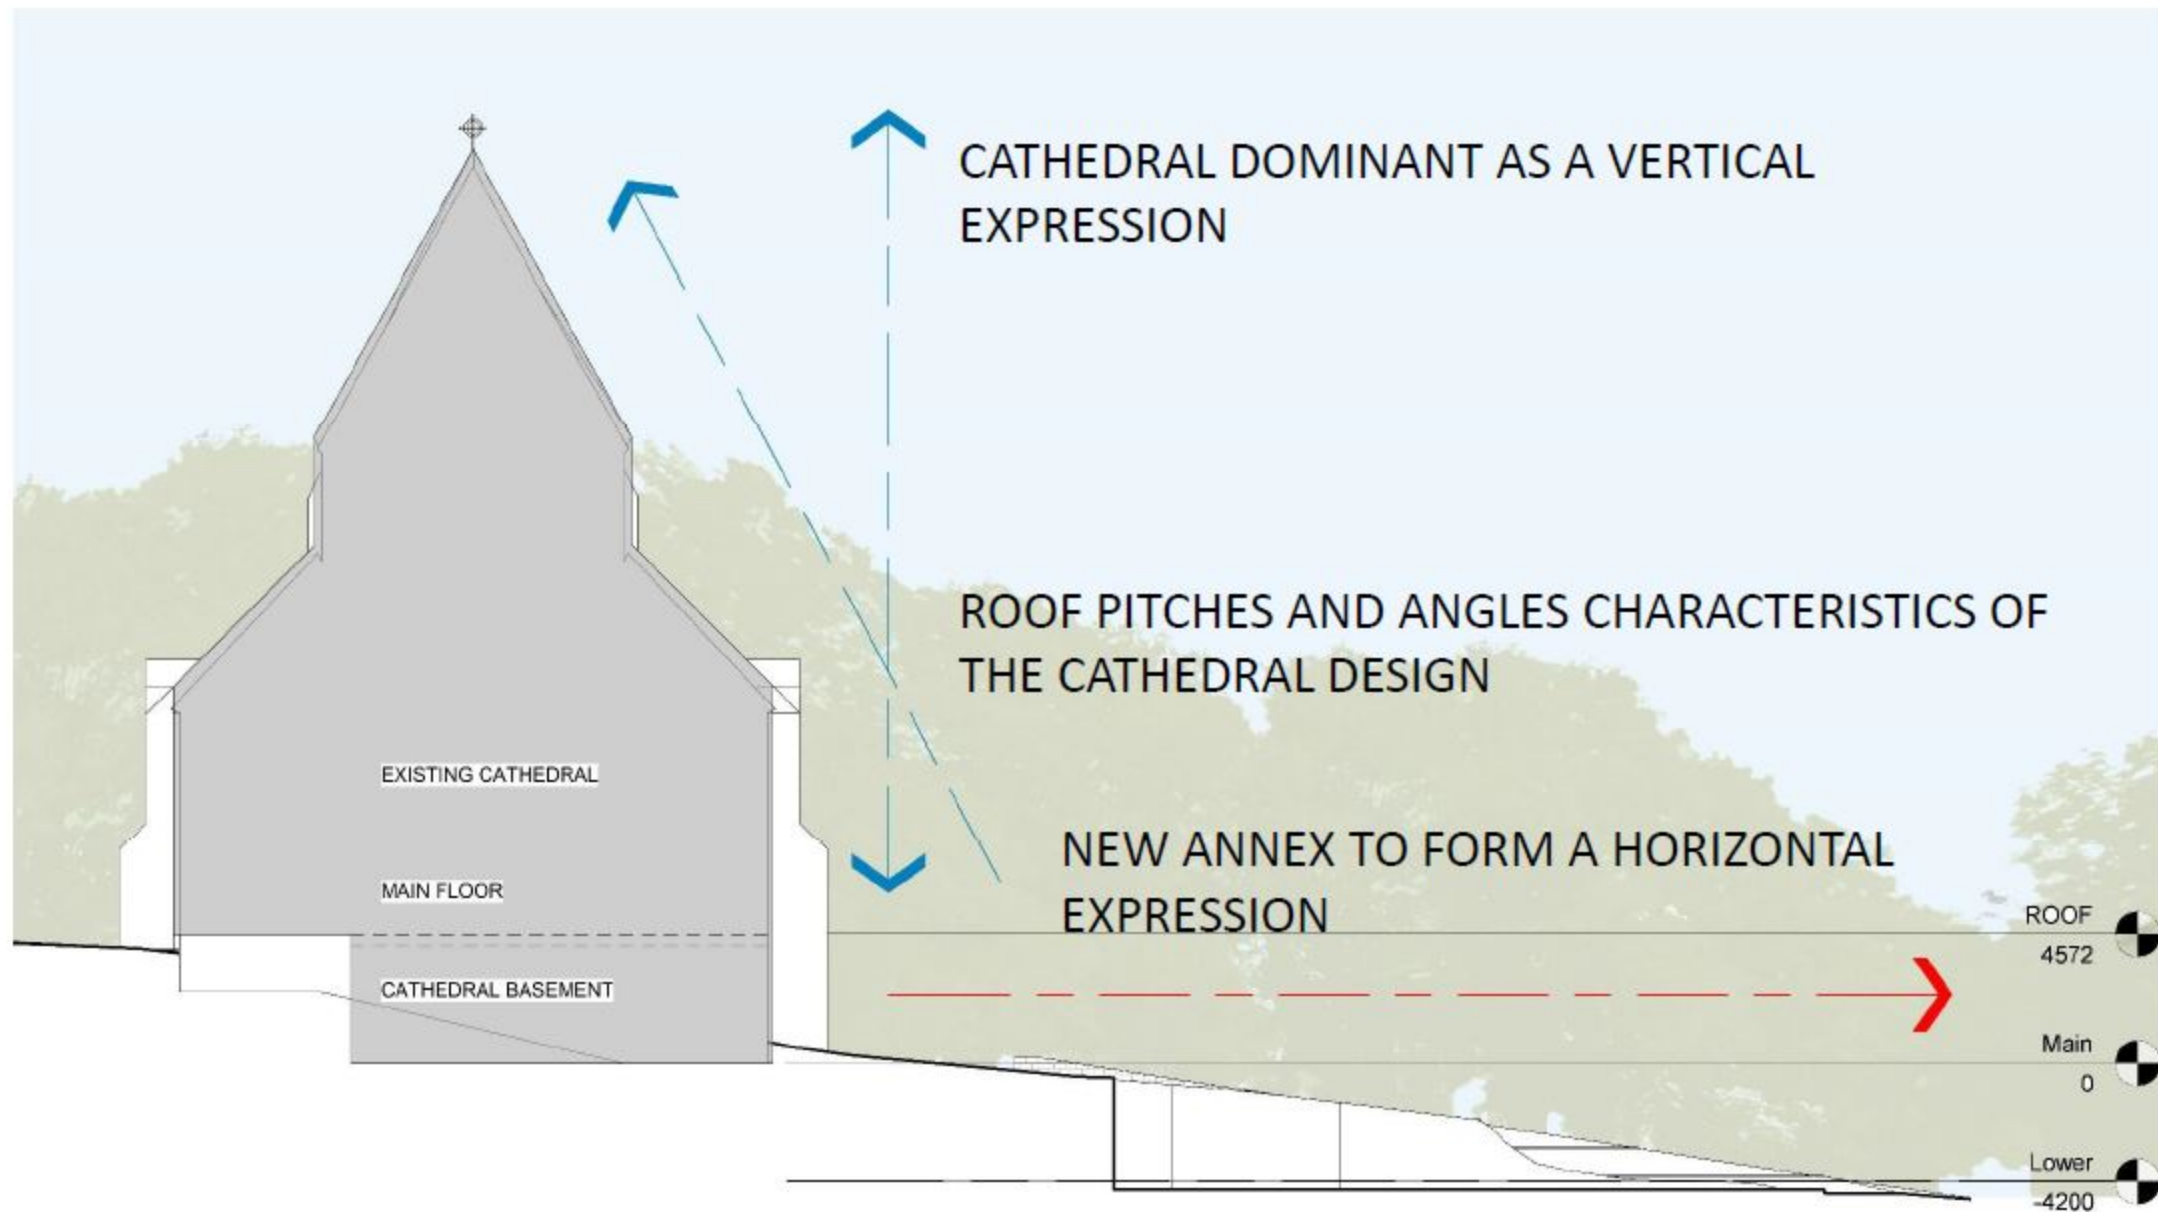 CATHEDRAL DOMINANT AS A VERTICAL
EXPRESSION
ROOF PITCHES AND ANGLES CHARACTERISTICS OF
THE CATHEDRAL DESIGN
EXISTING CATHEDRAL
NEW ANNEX TO FORM A HORIZONTAL
EXPRESSION
MAIN FLOOR
ROOF
4572
CATHEDRAL BASEMENT
Main
0
Lower
-4200